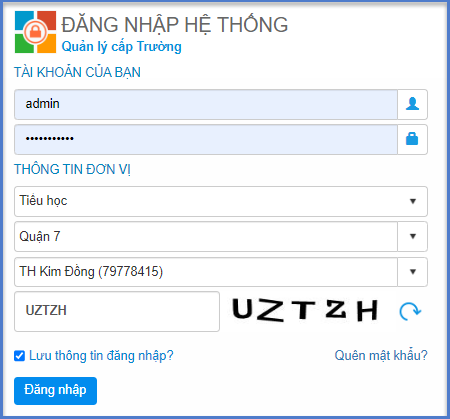 ĐĂNG NHẬP HỆ THỐNG
Quản lý cấp Trường
TÀI KHOẢN CỦA BẠN
admin
•••••••••••
THÔNG TIN ĐƠN VỊ
Tiểu học
Quận 7
TH Kim Đồng (79778415)
UZTZH UZTZH
Lưu thông tin đăng nhập? Quên mật khẩu?
Đăng nhập